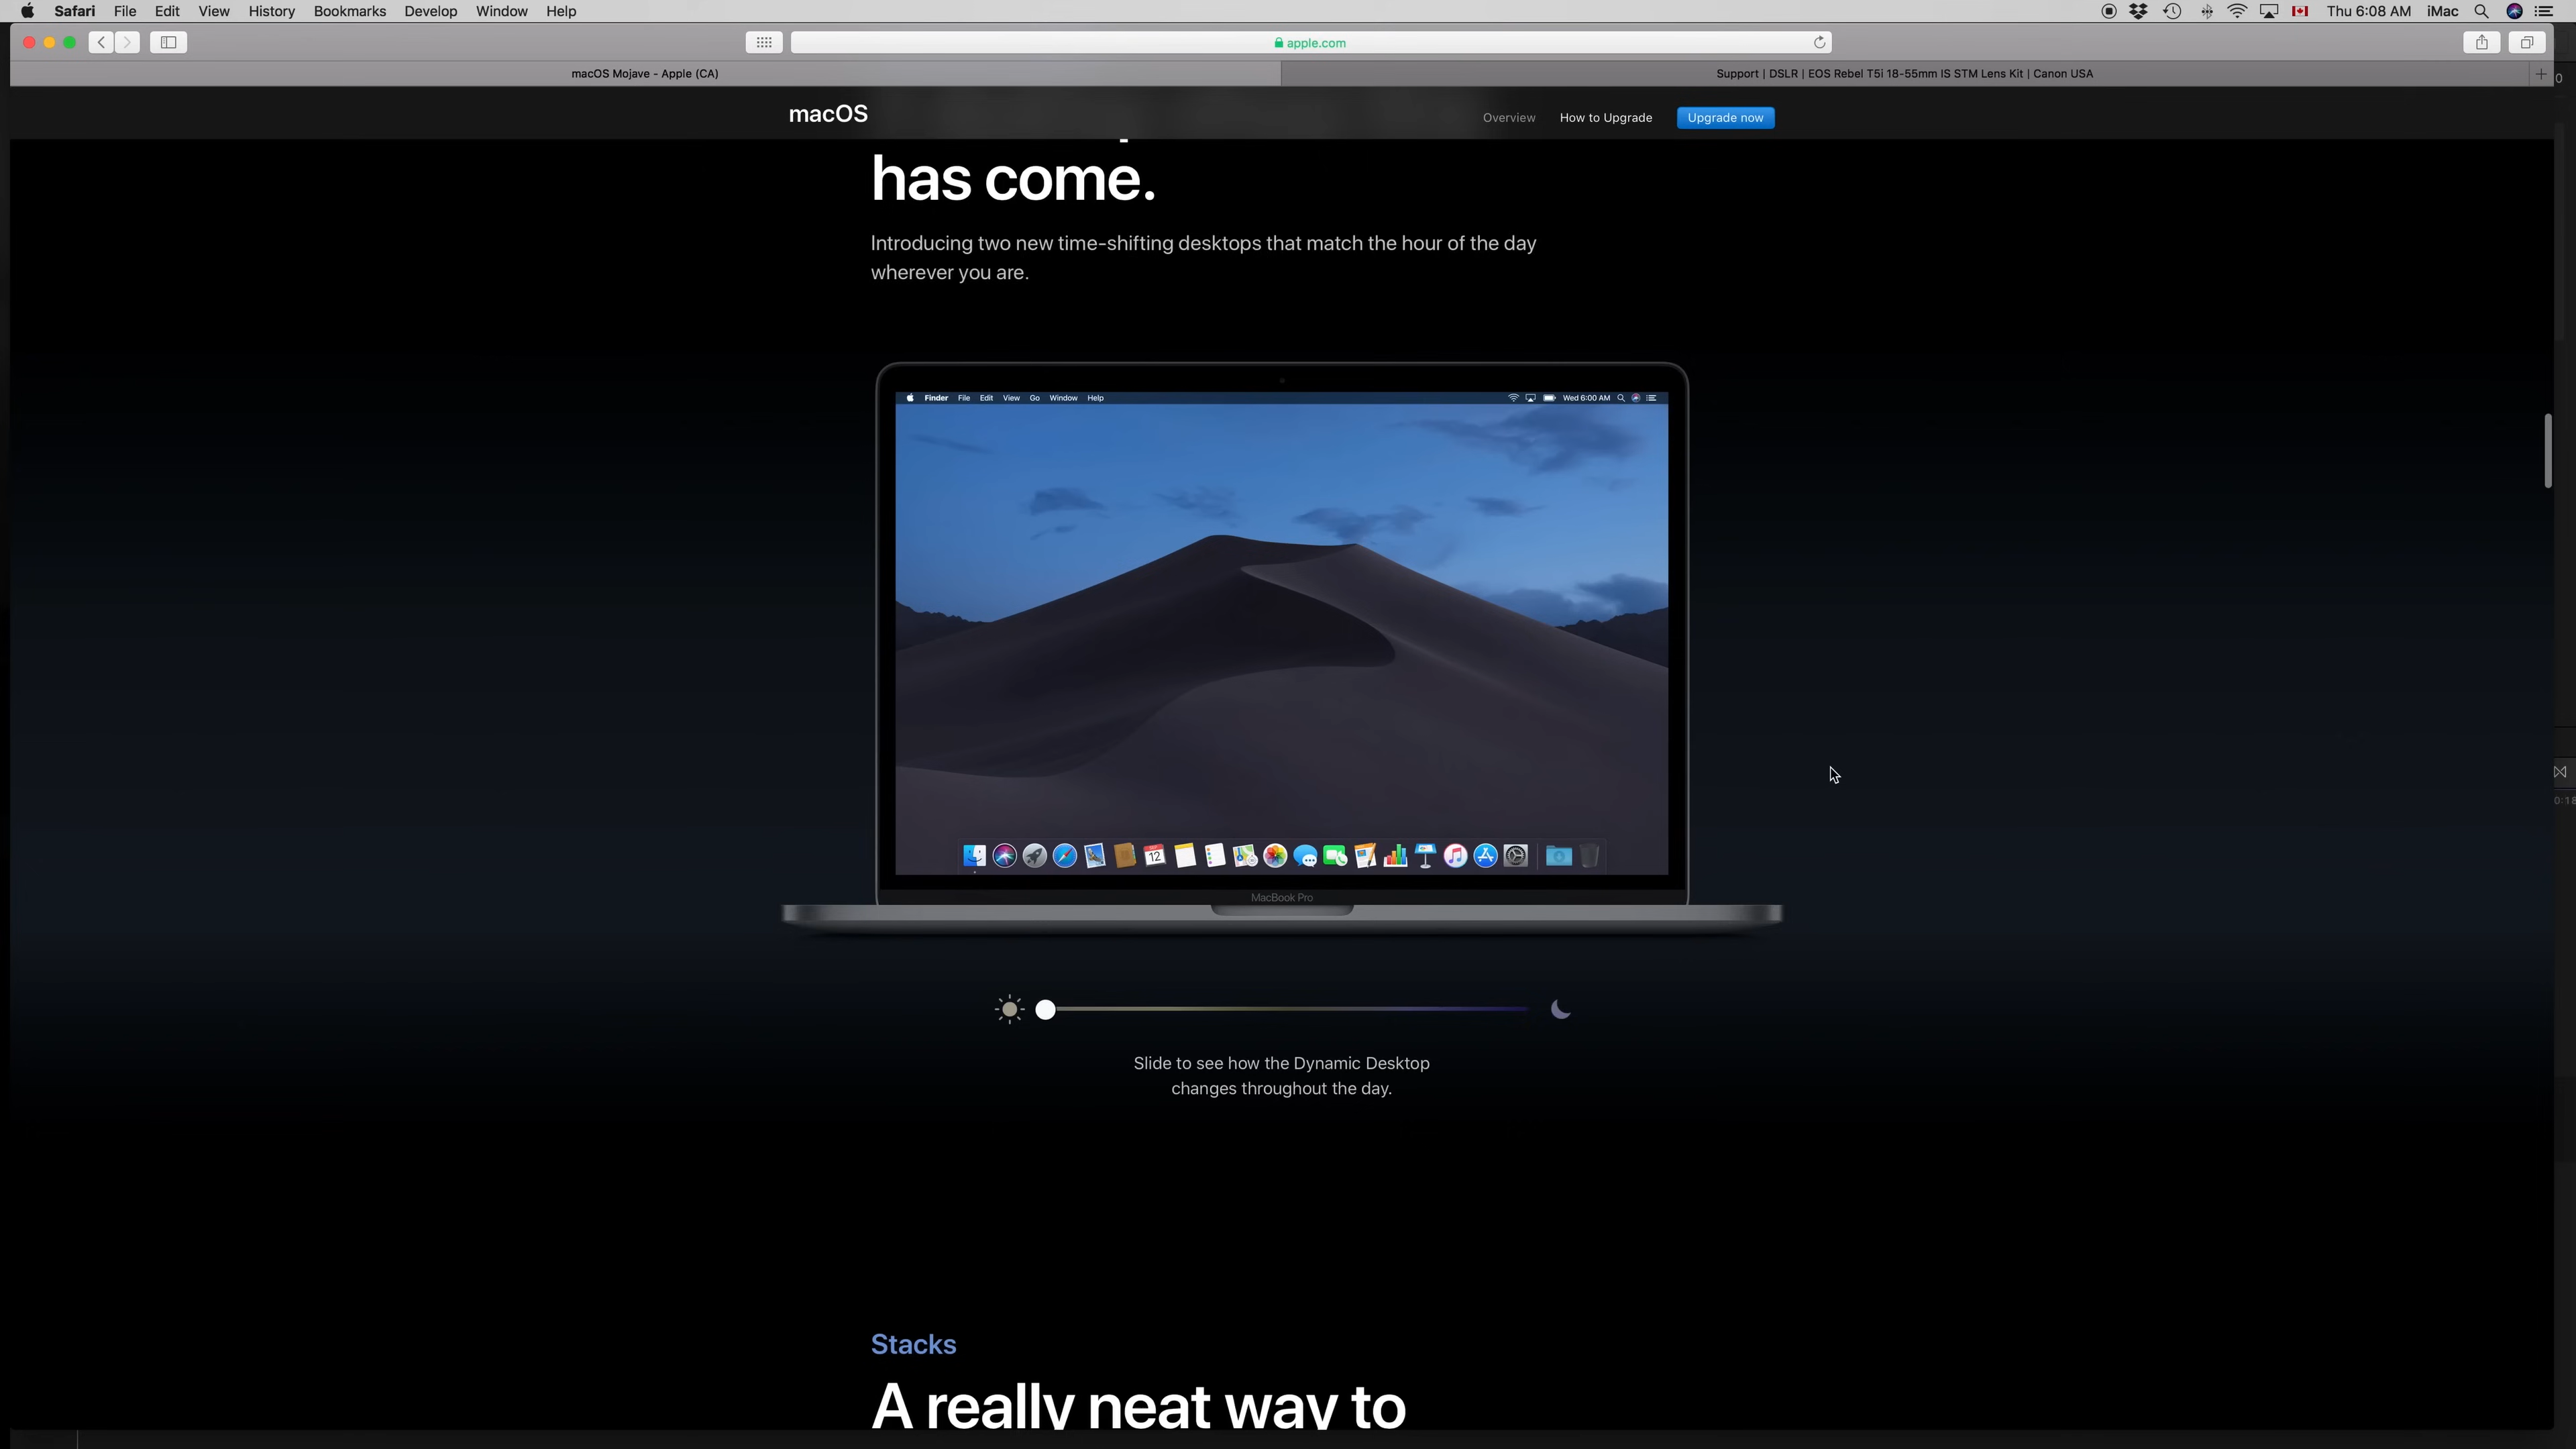 Safari File Edit View History Bookmarks Develop Window Help
Thu 6:08 AM iMac
apple.com
macOS Mojave - Apple (CA)
Support | DSLR | EOS Rebel T5i 18-55mm IS STM Lens Kit | Canon USA
macOS
Overview How to Upgrade Upgrade now
has come.
Introducing two new time-shifting desktops that match the hour of the day
wherever you are.
Finder File Edit View Go Window Help
Wed 6:00 AM
12
MacBook Pro
Slide to see how the Dynamic Desktop
changes throughout the day.
Stacks
A really neat way to